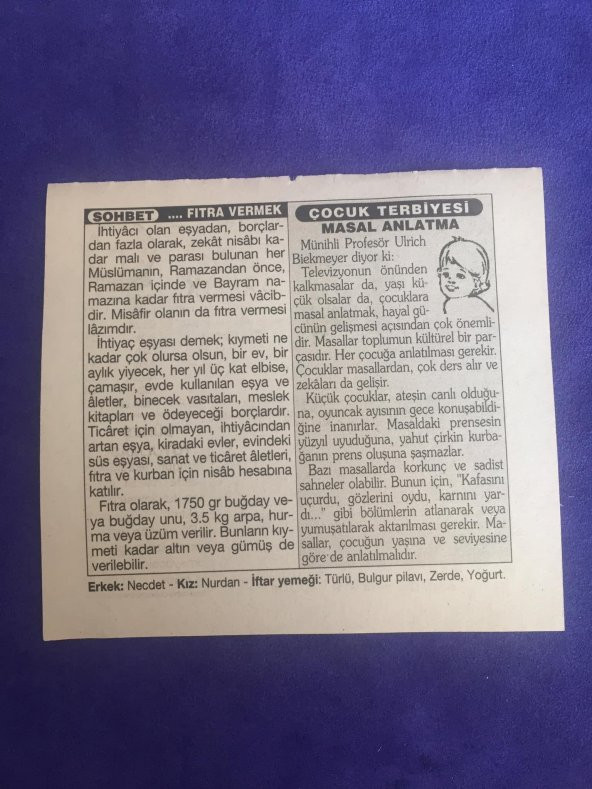 SOHBET .... FITRA VERMEK
İhtiyâcı olan eşyadan, borçlar-
dan fazla olarak, zekât nisâbı ka-
dar malı ve parası bulunan her
Müslümanın, Ramazandan önce,
Ramazan içinde ve Bayram na-
mazına kadar fıtra vermesi vâcib-
dir. Misâfir olanın da fıtra vermesi
lâzımdır.
İhtiyaç eşyası demek; kıymeti ne
kadar çok olursa olsun, bir ev, bir
aylık yiyecek, her yıl üç kat elbise,
çamaşır, evde kullanılan eşya ve
âletler, binecek vasıtaları, meslek
kitapları ve ödeyeceği borçlardır.
Ticâret için olmayan, ihtiyâcından
artan eşya, kiradaki evler, evindeki
süs eşyası, sanat ve ticâret âletleri,
fıtra ve kurban için nisâb hesabına
katılır.
Fıtra olarak, 1750 gr buğday ve-
ya buğday unu, 3.5 kg arpa, hur-
ma veya üzüm verilir. Bunların kıy-
meti kadar altın veya gümüş de
verilebilir.
ÇOCUK TERBİYESİ
MASAL ANLATMA
Münihli Profesör Ulrich
Biekmeyer diyor ki:
Televizyonun önünden
kalkmasalar da, yaşı kü-
çük olsalar da, çocuklara
masal anlatmak, hayal gü-
cünün gelişmesi açısından çok önemli-
dir. Masallar toplumun kültürel bir par-
çasıdır. Her çocuğa anlatılması gerekir.
Çocuklar masallardan, çok ders alır ve
zekâları da gelişir.
Küçük çocuklar, ateşin canlı olduğu-
na, oyuncak ayısının gece konuşabildi-
ğine inanırlar. Masaldaki prensesin
yüzyıl uyuduğuna, yahut çirkin kurba-
ğanın prens oluşuna şaşmazlar.
Bazı masallarda korkunç ve sadist
sahneler olabilir. Bunun için, "Kafasını
uçurdu, gözlerini oydu, karnını yar-
dı..." gibi bölümlerin atlanarak veya
yumuşatılarak aktarılması gerekir. Ma-
sallar, çocuğun yaşına ve seviyesine
göre de anlatılmalıdır.
Erkek: Necdet - Kız: Nurdan - İftar yemeği: Türlü, Bulgur pilavı, Zerde, Yoğurt.